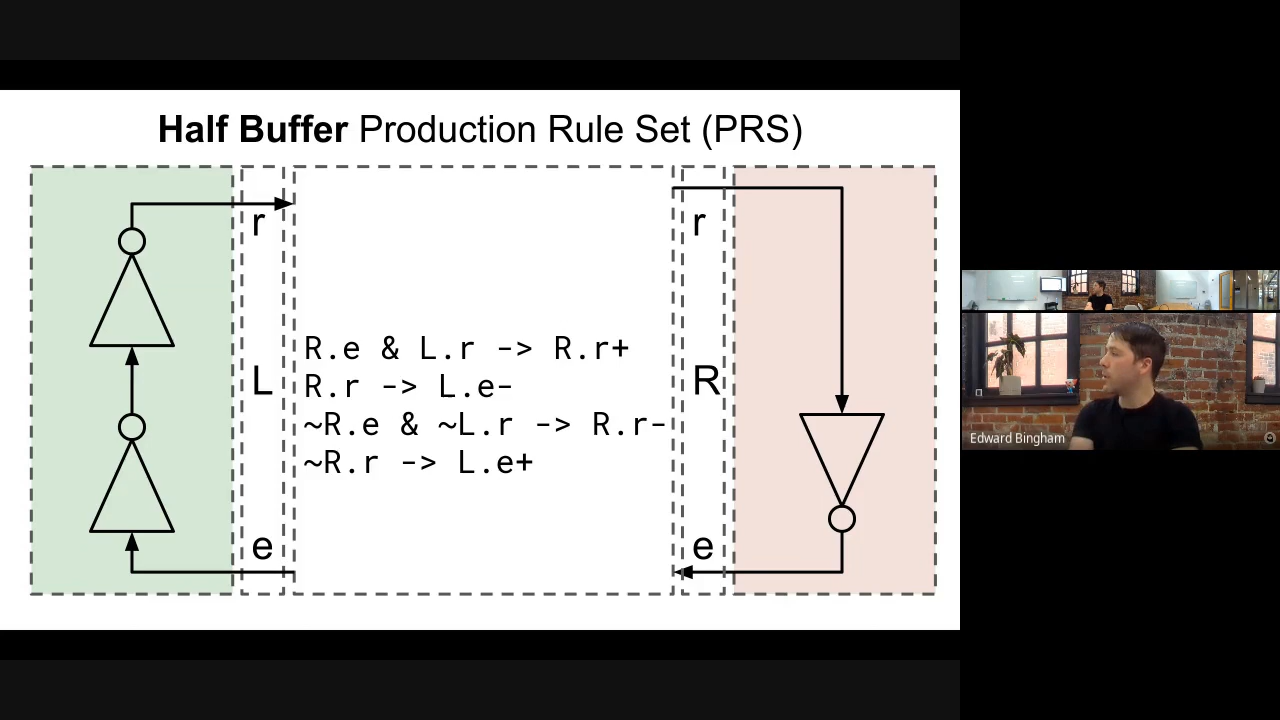 Half Buffer Production Rule Set (PRS)
r
r
R.e & L.r -> R.r+
L
R.r -> L.e-
R
~R.e & ~L.r -> R.r-
~R.r -> L.e+
e
e
Edward Bingham